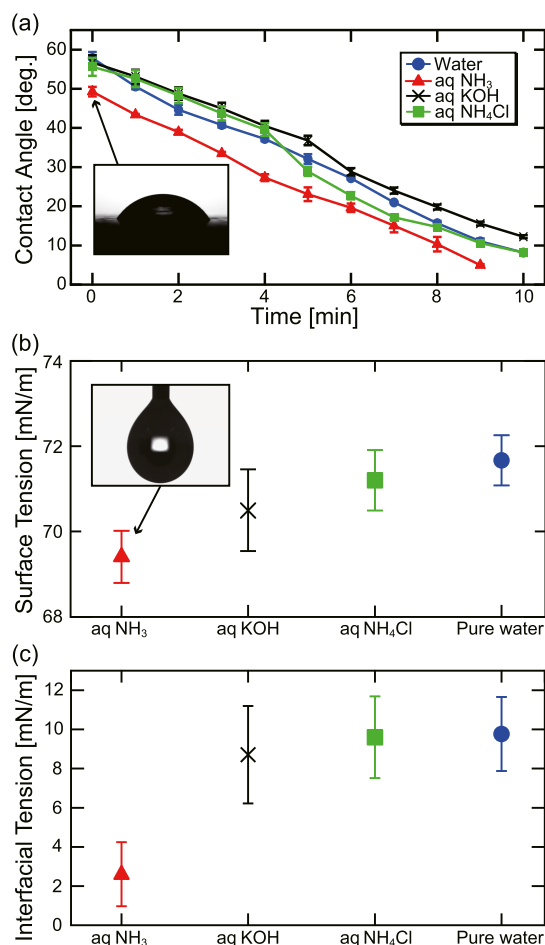 (a)
60
50
40
30
20
10
0
Contact Angle [deg.]
Water
aq NH₃
aq KOH
aq NH₄Cl
0 2 4 6 8 10
Time [min]
(b)
74
72
70
68
Surface Tension [mN/m]
aq NH₃ aq KOH aq NH₄Cl Pure water
(c)
12
10
8
6
4
2
0
Interfacial Tension [mN/m]
aq NH₃ aq KOH aq NH₄Cl Pure water